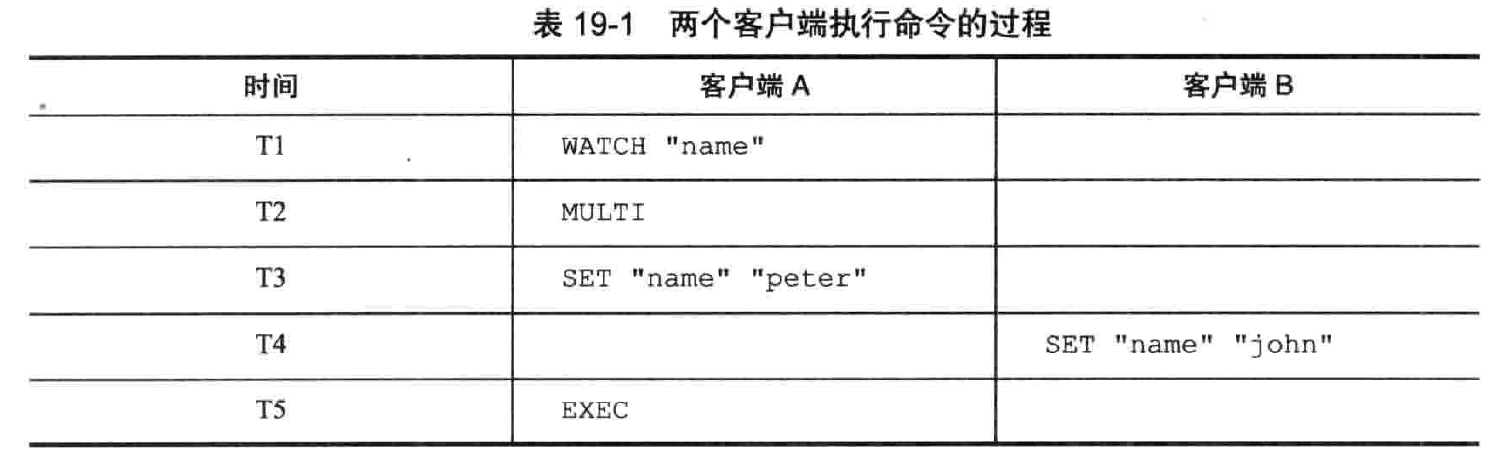 表 19-1 两个客户端执行命令的过程
时间 客户端 A 客户端 B
T1 WATCH "name"
T2 MULTI
T3 SET "name" "peter"
T4 SET "name" "john"
T5 EXEC